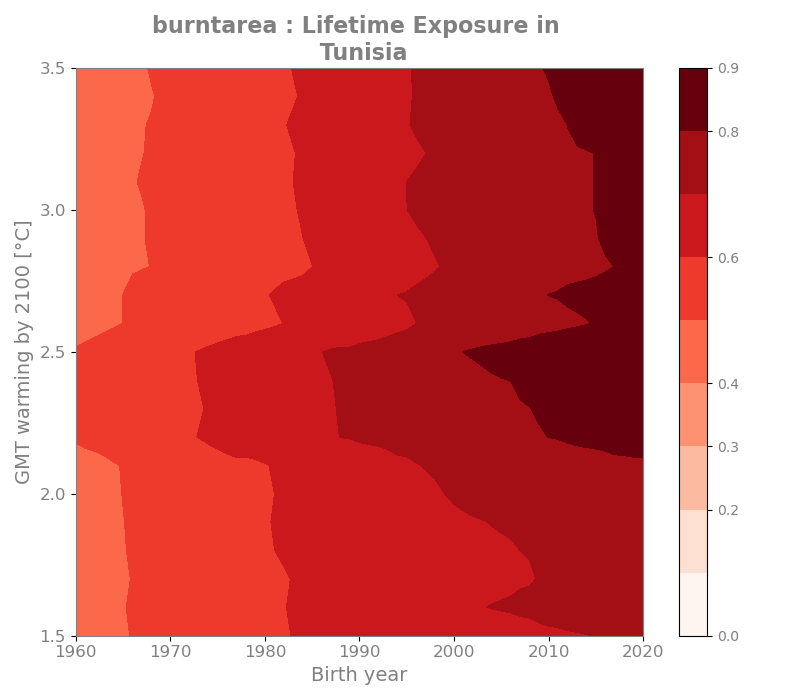 burntarea : Lifetime Exposure in
Tunisia
3.5
3.0
2.5
2.0
1.5
GMT warming by 2100 [°C]
1960 1970 1980 1990 2000 2010 2020
Birth year
0.9
0.8
0.6
0.4
0.3
0.2
0.0